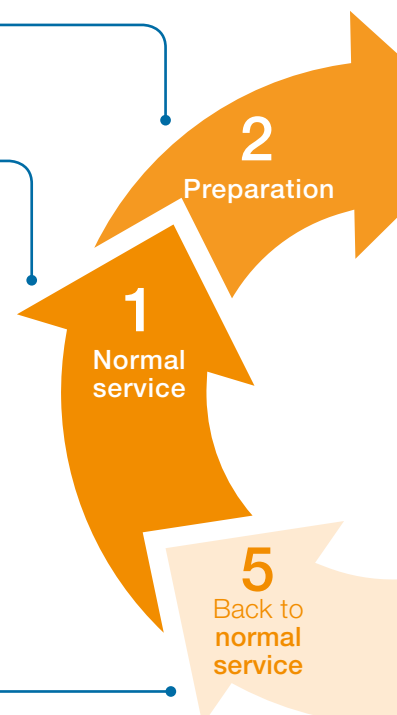 2
Preparation
1
Normal
service
5
Back to
normal
service